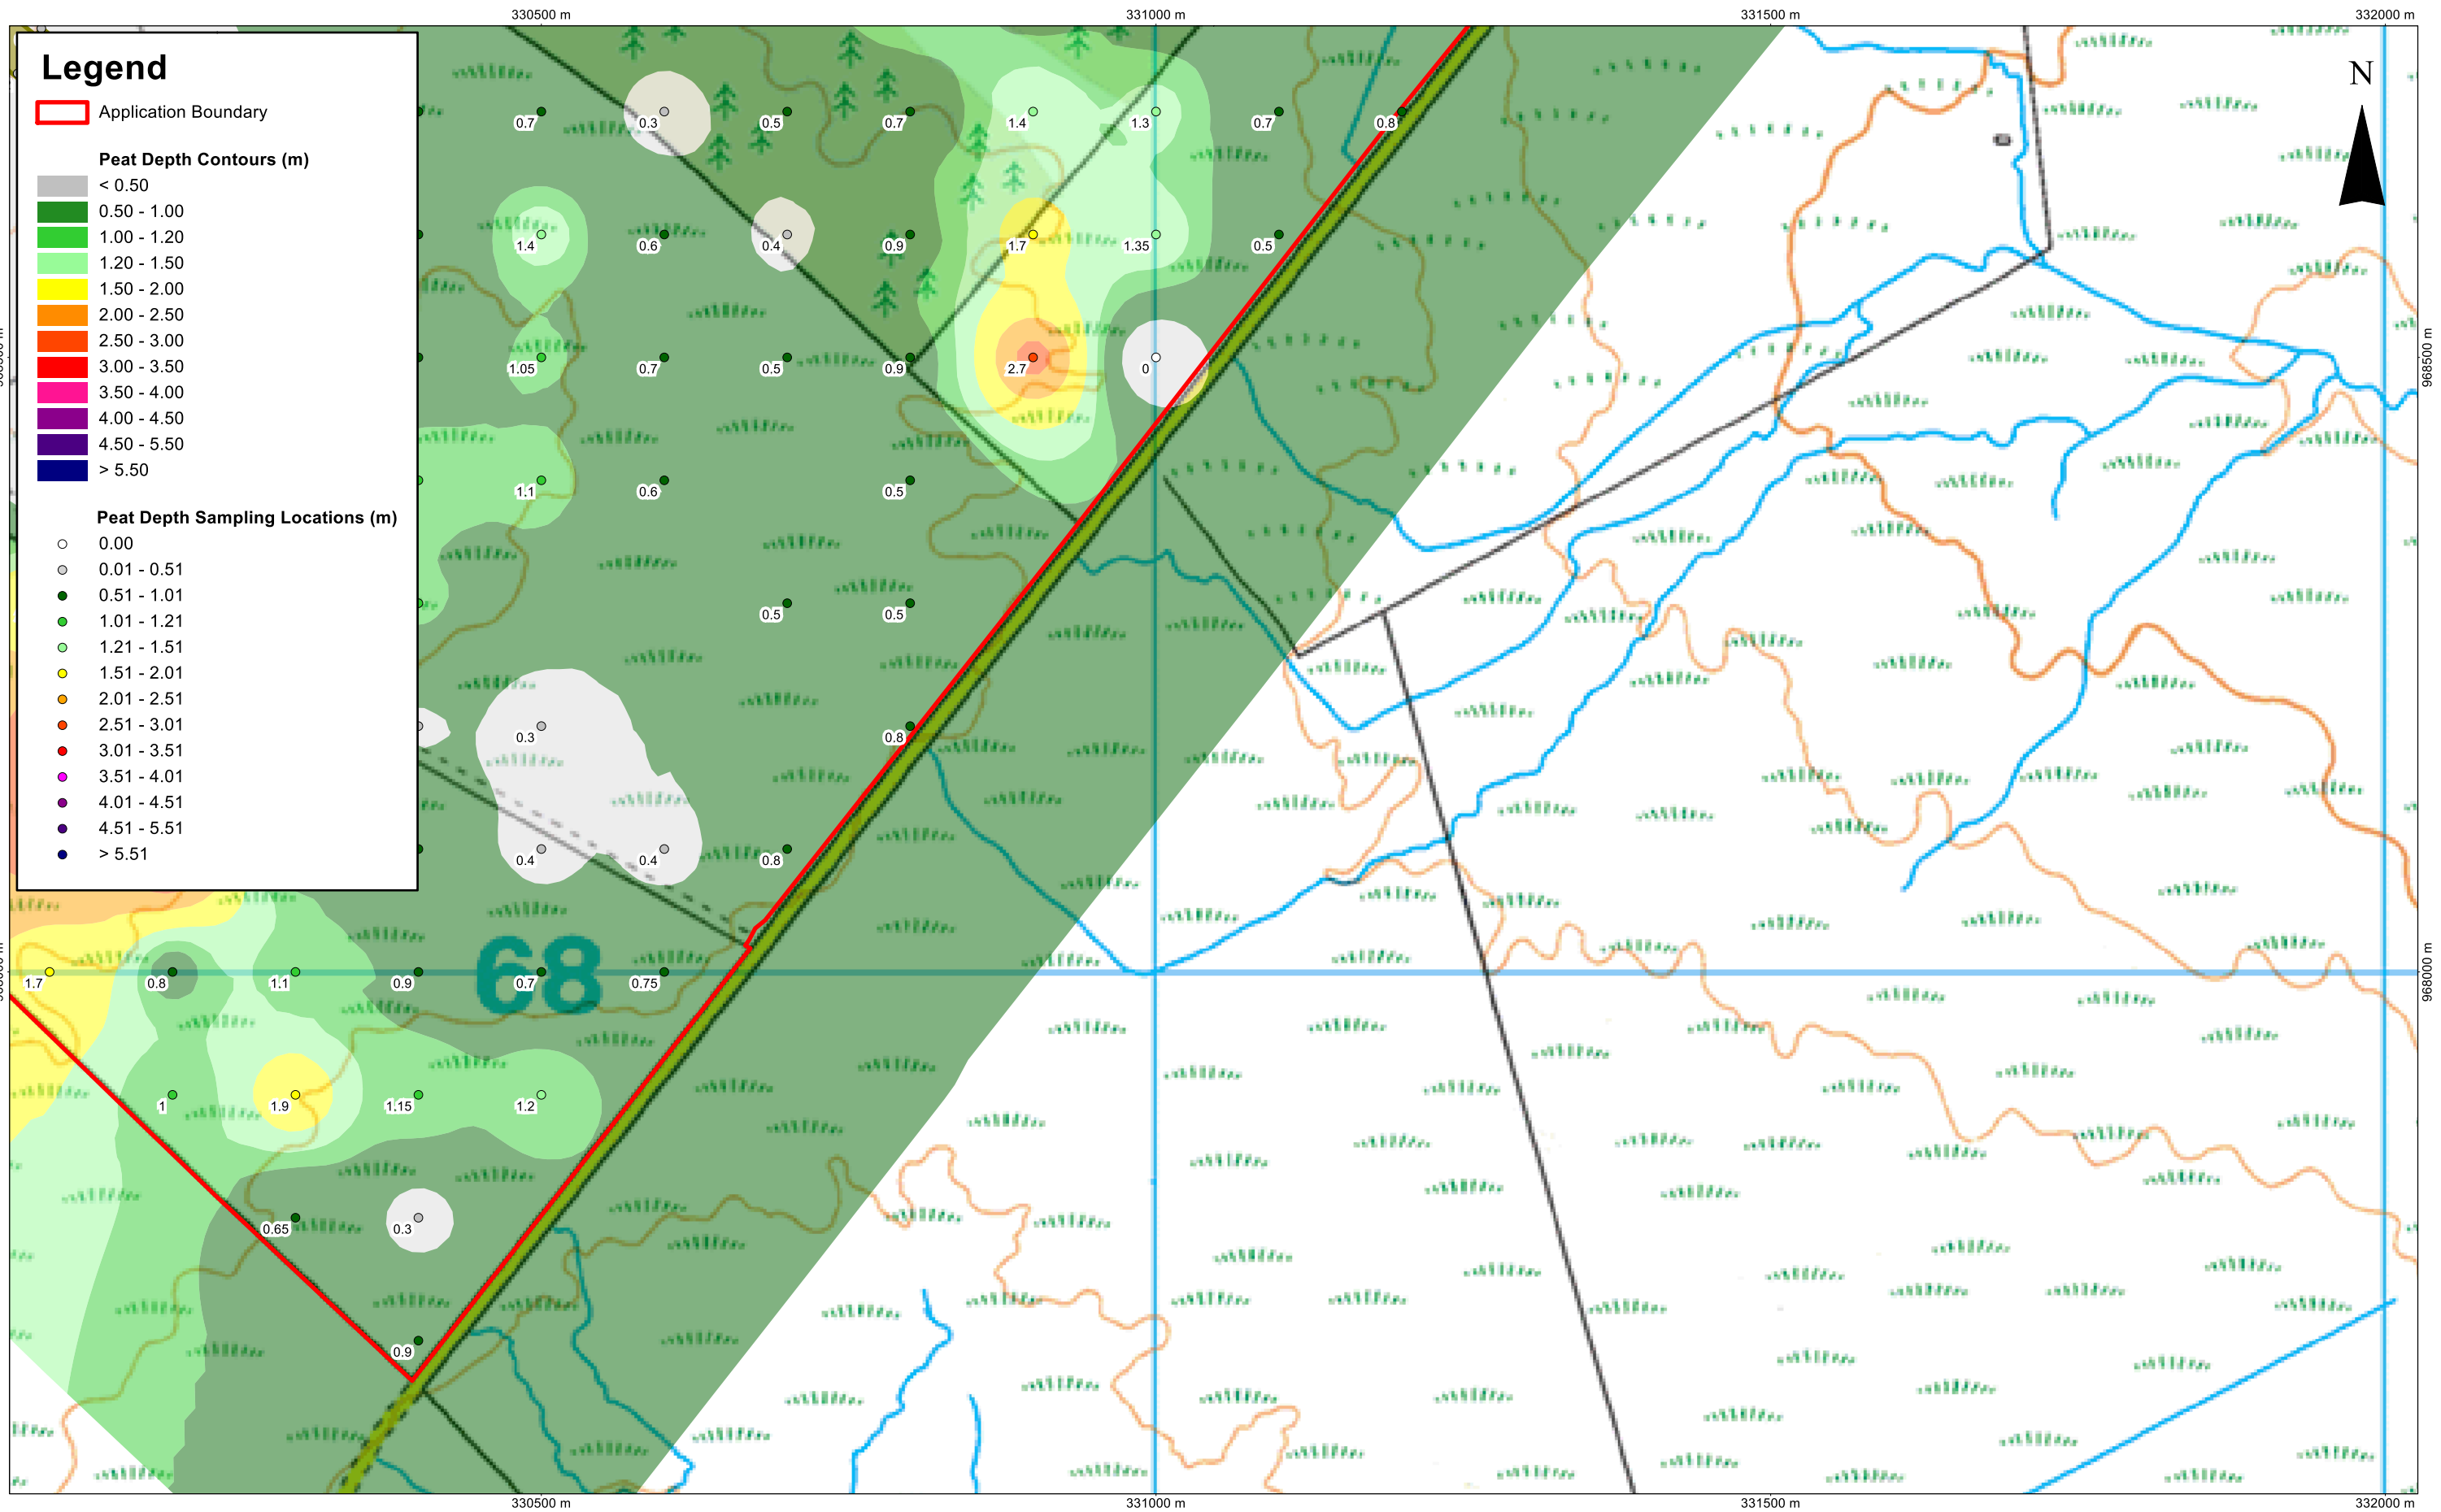 330500 m 331000 m 331500 m 332000 m
Legend
Application Boundary
Peat Depth Contours (m)
< 0.50
0.50 - 1.00
1.00 - 1.20
1.20 - 1.50
1.50 - 2.00
2.00 - 2.50
2.50 - 3.00
3.00 - 3.50
3.50 - 4.00
4.00 - 4.50
4.50 - 5.50
> 5.50
Peat Depth Sampling Locations (m)
0.00
0.01 - 0.51
0.51 - 1.01
1.01 - 1.21
1.21 - 1.51
1.51 - 2.01
2.01 - 2.51
2.51 - 3.01
3.01 - 3.51
3.51 - 4.01
4.01 - 4.51
4.51 - 5.51
> 5.51
N
0.7 0.3 0.5 0.7 1.4 1.3 0.7 0.8
1.4 0.6 0.4 0.9 1.7 1.35 0.5
1.05 0.7 0.5 0.9 2.7 0
968500 m
1.1 0.6 0.5
0.5 0.5
0.3 0.8
0.4 0.4 0.8
68
1.7 0.8 1.1 0.9 0.7 0.75
968000 m
1 1.9 1.15 1.2
0.65 0.3
0.9
330500 m 331000 m 331500 m 332000 m